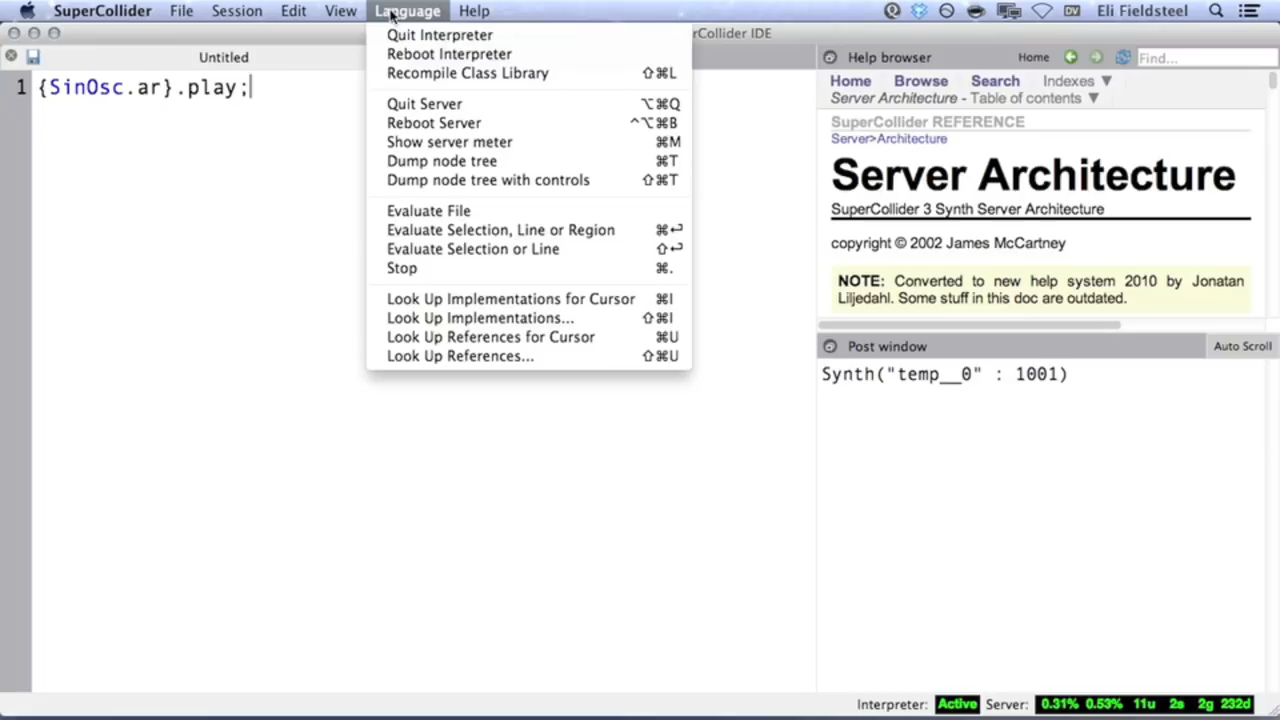 SuperCollider File Session Edit View Language Help DV Eli Fieldsteel
rCollider IDE
Untitled
1 {SinOsc.ar}.play;
Quit Interpreter
Reboot Interpreter
Recompile Class Library ⇧⌘L
Quit Server ⌥⌘Q
Reboot Server ^⌥⌘B
Show server meter ⌘M
Dump node tree ⌘T
Dump node tree with controls ⇧⌘T
Evaluate File
Evaluate Selection, Line or Region ⌘↩
Evaluate Selection or Line ⇧↩
Stop ⌘.
Look Up Implementations for Cursor ⌘I
Look Up Implementations... ⇧⌘I
Look Up References for Cursor ⌘U
Look Up References... ⇧⌘U
Help browser Home Find...
Home Browse Search Indexes ▼
Server Architecture - Table of contents ▼
SuperCollider REFERENCE
Server>Architecture
Server Architecture
SuperCollider 3 Synth Server Architecture
copyright © 2002 James McCartney
NOTE: Converted to new help system 2010 by Jonatan
Liljedahl. Some stuff in this doc are outdated.
Post window Auto Scroll
Synth("temp__0" : 1001)
Interpreter: Active Server: 0.31% 0.53% 11u 2s 2g 232d